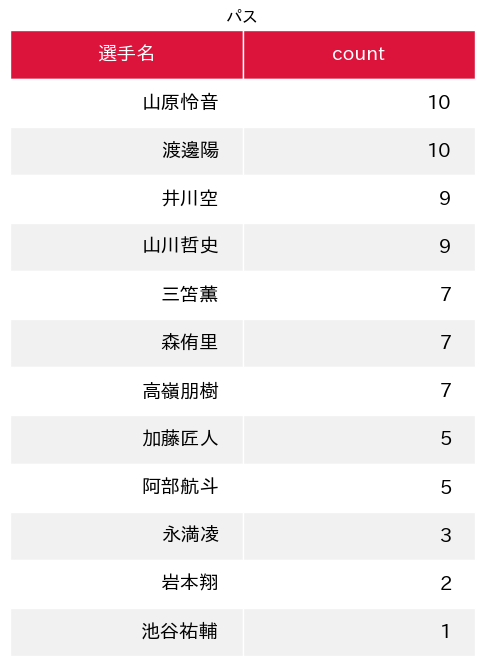 パス
選手名 count
山原怜音 10
渡邊陽 10
井川空 9
山川哲史 9
三笘薫 7
森侑里 7
高嶺朋樹 7
加藤匠人 5
阿部航斗 5
永満凌 3
岩本翔 2
池谷祐輔 1